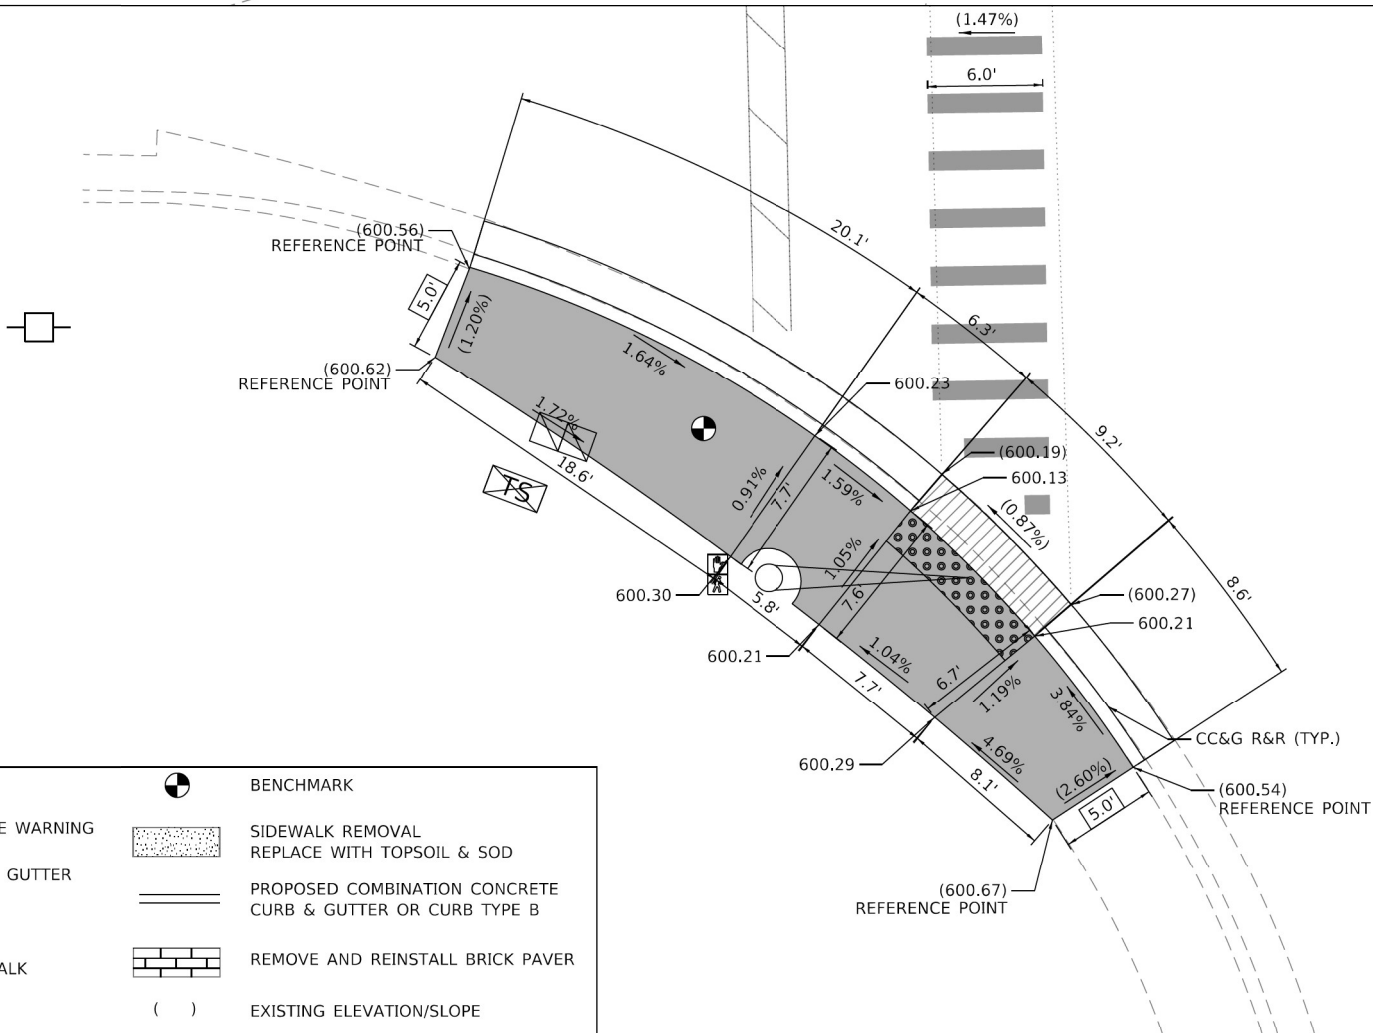 (1.47%)
6.0'
20.1'
(600.56)
REFERENCE POINT
5.0'
(1.20%)
6.3'
1.64%
(600.62)
REFERENCE POINT
600.23
1.72%
9.2'
(600.19)
18.6'
0.91%
7.7'
1.59%
600.13
TS
(0.87%)
1.05%
7.6'
8.6'
600.30
5.8'
(600.27)
600.21
600.21
1.04%
6.7'
7.7'
1.19%
3.84%
CC&G R&R (TYP.)
600.29
4.69%
8.1'
(2.60%)
5.0'
(600.54)
REFERENCE POINT
(600.67)
REFERENCE POINT
BENCHMARK
E WARNING
SIDEWALK REMOVAL
REPLACE WITH TOPSOIL & SOD
GUTTER
PROPOSED COMBINATION CONCRETE
CURB & GUTTER OR CURB TYPE B
ALK
REMOVE AND REINSTALL BRICK PAVER
( )
EXISTING ELEVATION/SLOPE